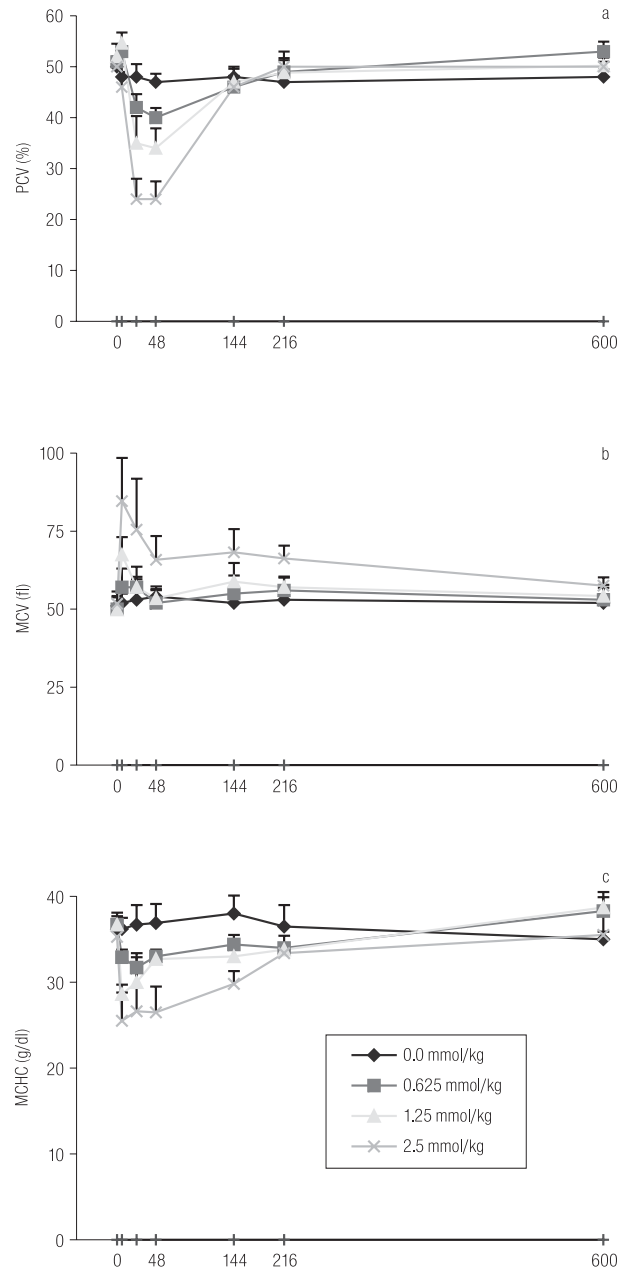 a
60
50
40
30
20
10
0
PCV (%)
0 48 144 216 600
b
100
75
50
25
0
MCV (fl)
0 48 144 216 600
c
40
30
20
10
0
MCHC (g/dl)
0.0 mmol/kg
0.625 mmol/kg
1.25 mmol/kg
2.5 mmol/kg
0 48 144 216 600